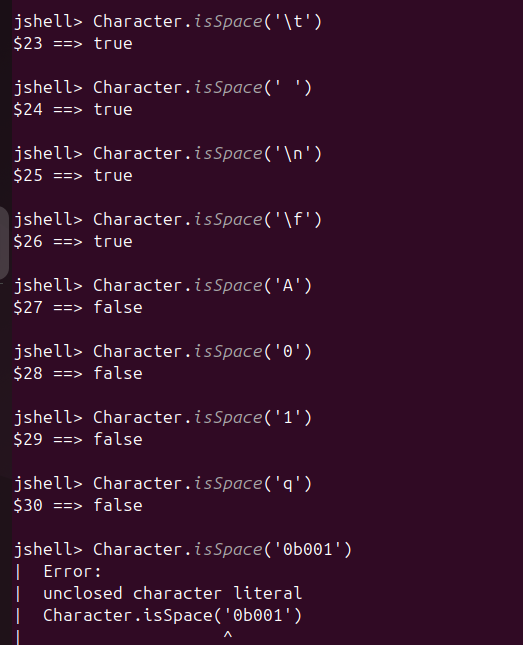 jshell> Character.isSpace('\t')
$23 ==> true
jshell> Character.isSpace(' ')
$24 ==> true
jshell> Character.isSpace('\n')
$25 ==> true
jshell> Character.isSpace('\f')
$26 ==> true
jshell> Character.isSpace('A')
$27 ==> false
jshell> Character.isSpace('0')
$28 ==> false
jshell> Character.isSpace('1')
$29 ==> false
jshell> Character.isSpace('q')
$30 ==> false
jshell> Character.isSpace('0b001')
|  Error:
|  unclosed character literal
|  Character.isSpace('0b001')
|                    ^